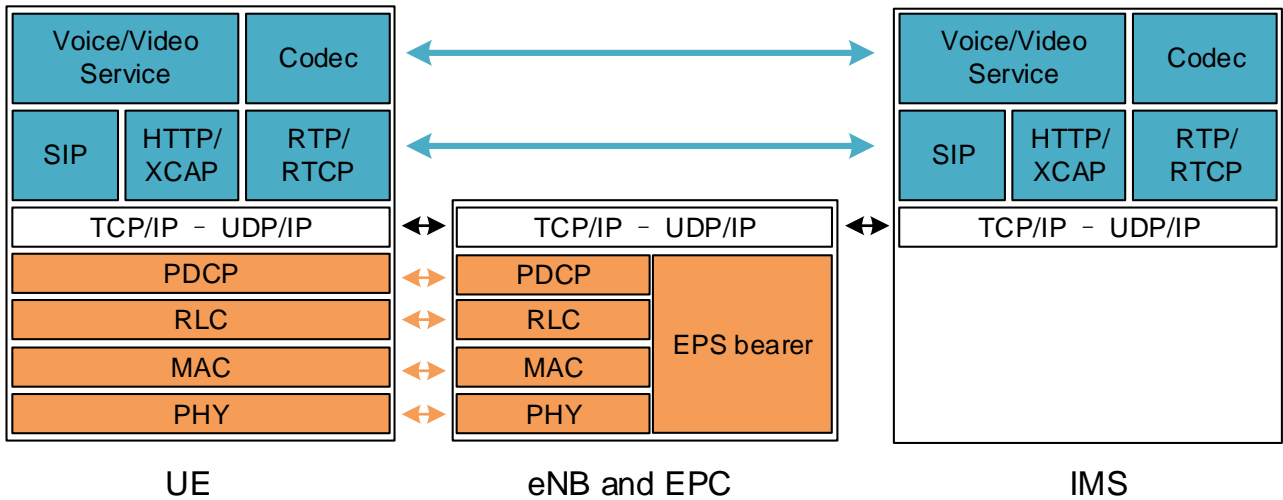 Voice/Video
Service
Codec
SIP
HTTP/
XCAP
RTP/
RTCP
TCP/IP – UDP/IP
PDCP
RLC
MAC
PHY
UE
TCP/IP – UDP/IP
PDCP
RLC
MAC
PHY
EPS bearer
eNB and EPC
Voice/Video
Service
Codec
SIP
HTTP/
XCAP
RTP/
RTCP
TCP/IP – UDP/IP
IMS